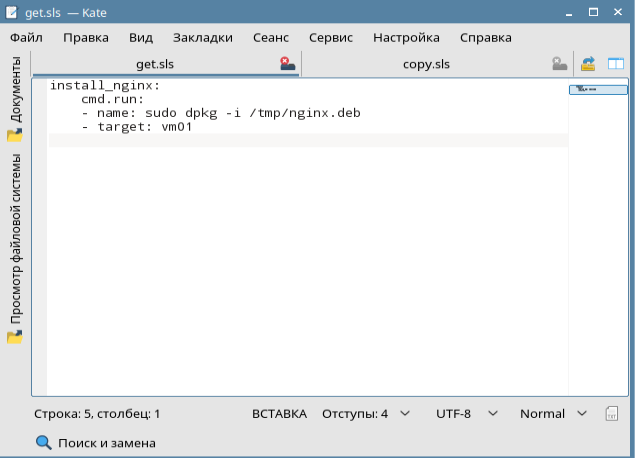 get.sls — Kate
Файл Правка Вид Закладки Сеанс Сервис Настройка Справка
get.sls copy.sls
Документы
Просмотр файловой системы
install_nginx:
    cmd.run:
    - name: sudo dpkg -i /tmp/nginx.deb
    - target: vm01
Строка: 5, столбец: 1 ВСТАВКА Отступы: 4 UTF-8 Normal
Поиск и замена